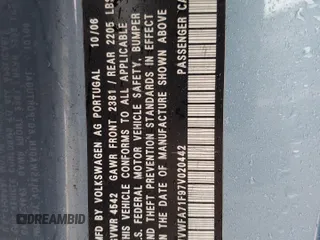 MFD BY VOLKSWAGEN AG PORTUGAL 10/06
GVWR 4542 GAWR FRONT 2381 / REAR 2205 LBS
THIS VEHICLE CONFORMS TO ALL APPLICABLE
FEDERAL MOTOR VEHICLE SAFETY, BUMPER
AND THEFT PREVENTION STANDARDS IN EFFECT
ON THE DATE OF MANUFACTURE SHOWN ABOVE
WVWFA71F97V020442 PASSENGER CA
BIDHISTORY